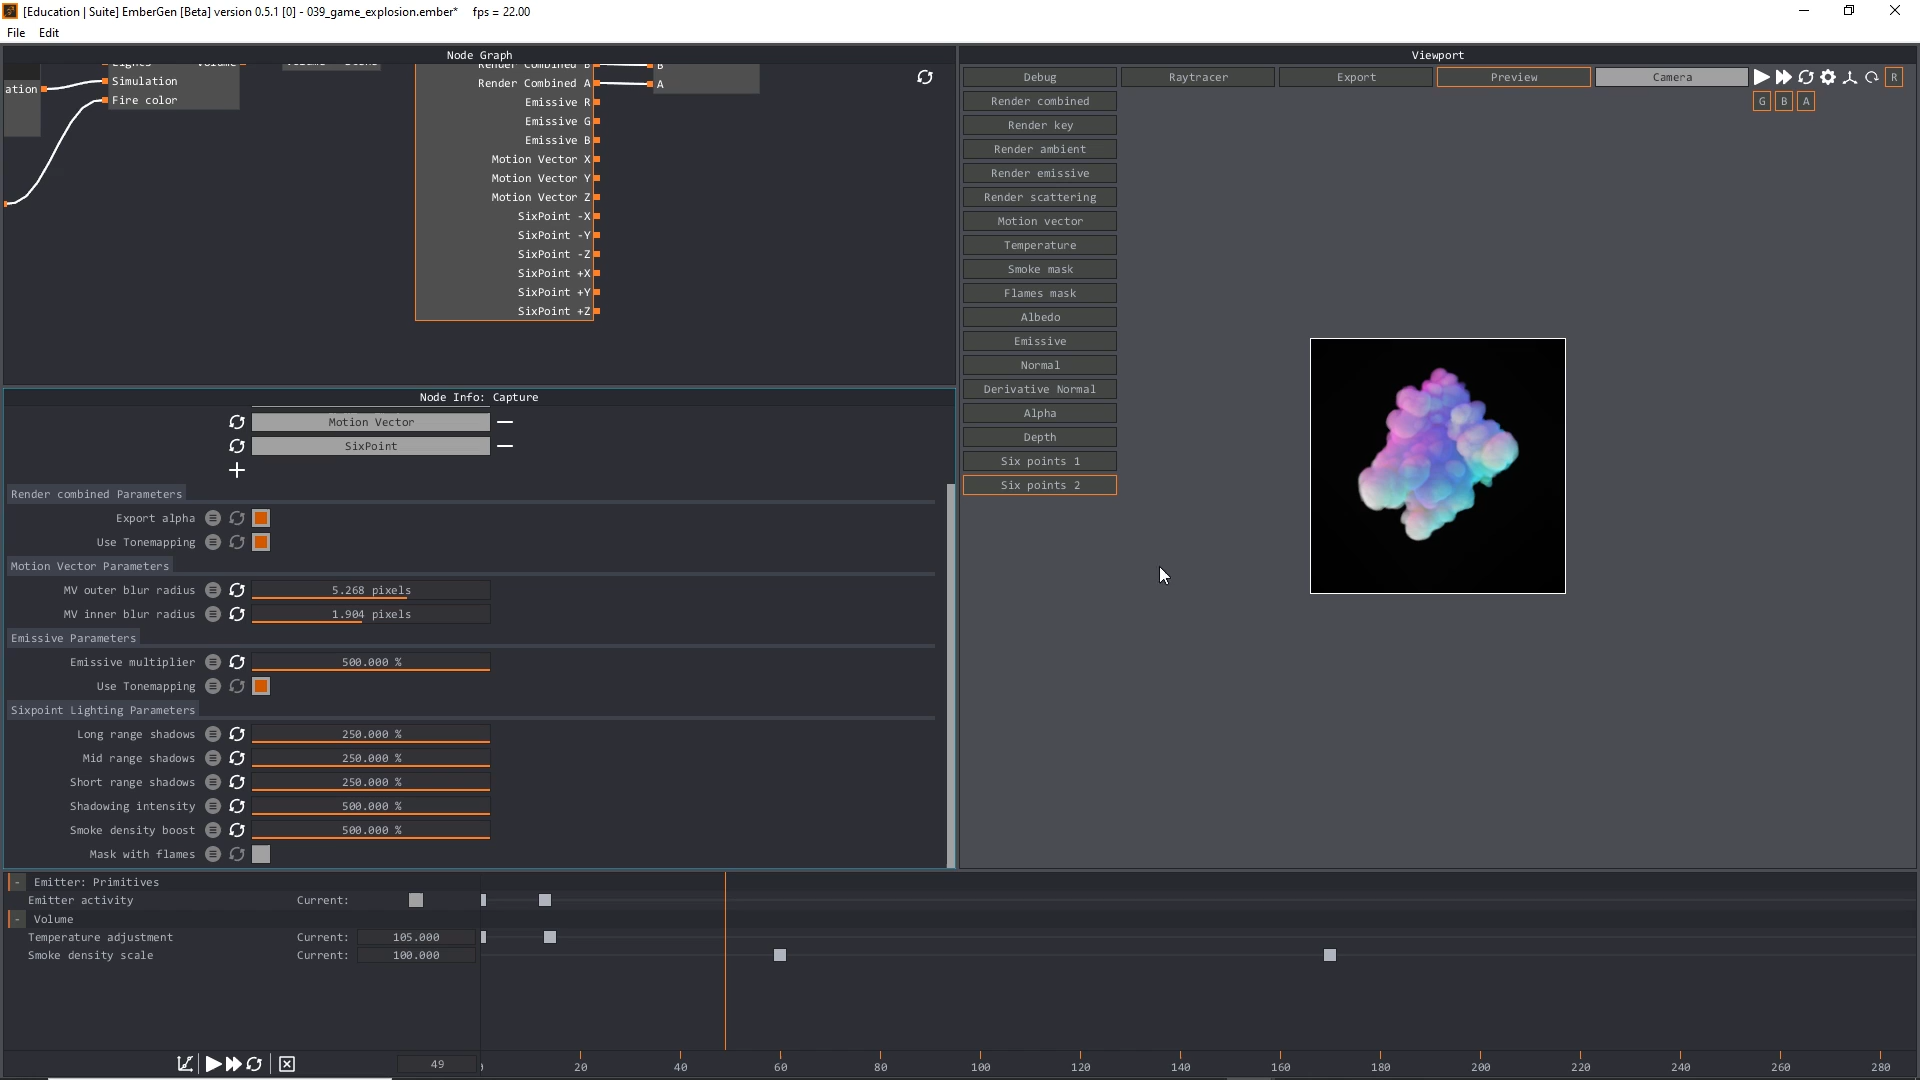 [Education | Suite] EmberGen [Beta] version 0.5.1 [0] - 039_game_explosion.ember*    fps = 22.00
File  Edit
Node Graph
ation
Simulation
Fire color
Render Combined B  B
Render Combined A  A
Emissive R
Emissive G
Emissive B
Motion Vector X
Motion Vector Y
Motion Vector Z
SixPoint -X
SixPoint -Y
SixPoint -Z
SixPoint +X
SixPoint +Y
SixPoint +Z
Viewport
Debug  Raytracer  Export  Preview  Camera  R
G  B  A
Render combined
Render key
Render ambient
Render emissive
Render scattering
Motion vector
Temperature
Smoke mask
Flames mask
Albedo
Emissive
Normal
Derivative Normal
Alpha
Depth
Six points 1
Six points 2
Node Info: Capture
Motion Vector
SixPoint
Render combined Parameters
Export alpha
Use Tonemapping
Motion Vector Parameters
MV outer blur radius  5.268 pixels
MV inner blur radius  1.904 pixels
Emissive Parameters
Emissive multiplier  500.000 %
Use Tonemapping
Sixpoint Lighting Parameters
Long range shadows  250.000 %
Mid range shadows  250.000 %
Short range shadows  250.000 %
Shadowing intensity  500.000 %
Smoke density boost  500.000 %
Mask with flames
- Emitter: Primitives
Emitter activity  Current:
- Volume
Temperature adjustment  Current:  105.000
Smoke density scale  Current:  100.000
49  20  40  60  80  100  120  140  160  180  200  220  240  260  280